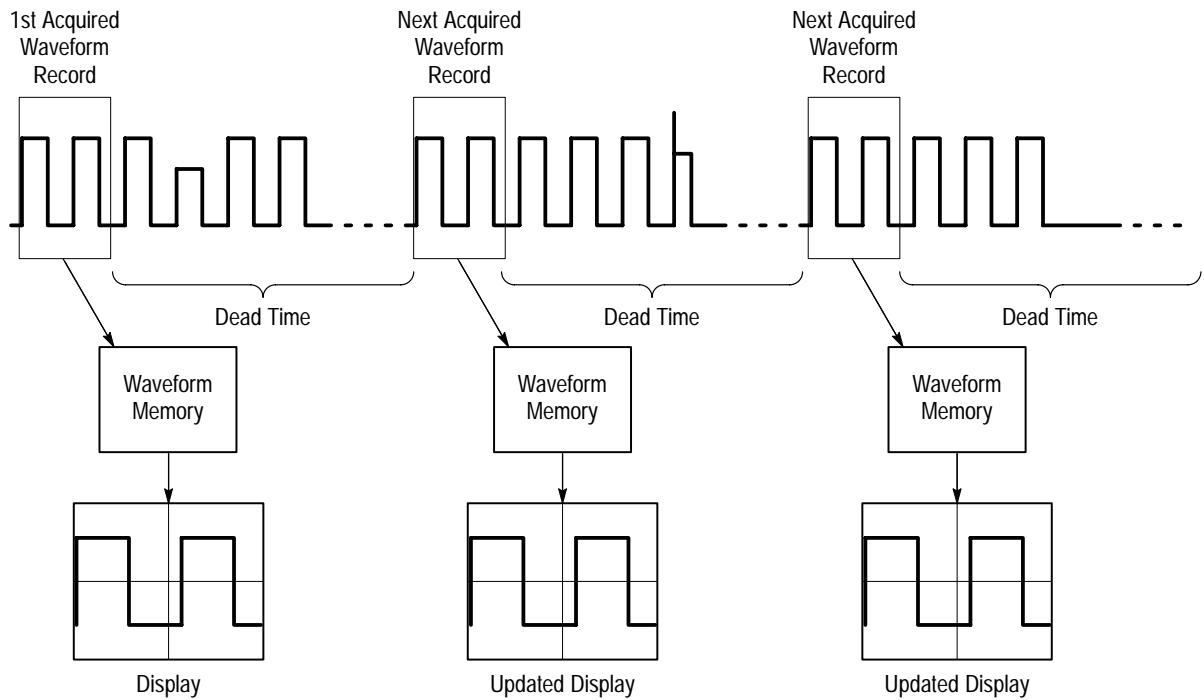 1st Acquired
Waveform
Record
Next Acquired
Waveform
Record
Next Acquired
Waveform
Record
Dead Time
Dead Time
Dead Time
Waveform
Memory
Waveform
Memory
Waveform
Memory
Display
Updated Display
Updated Display